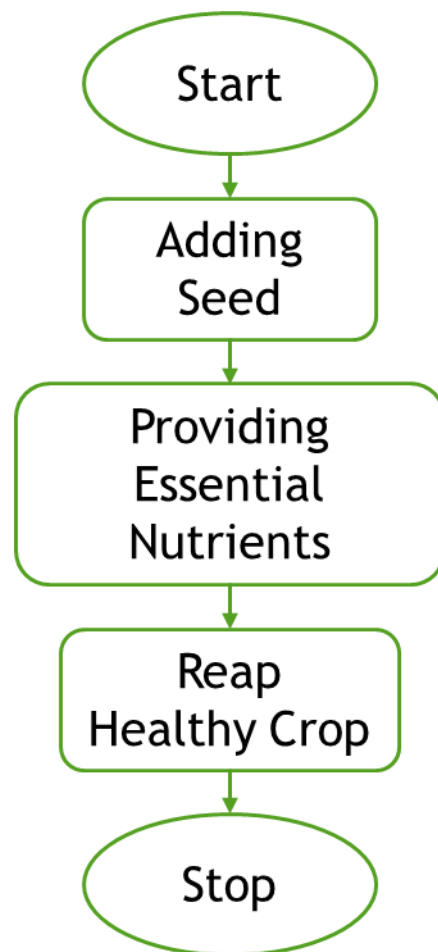 Start
Adding
Seed
Providing
Essential
Nutrients
Reap
Healthy Crop
Stop